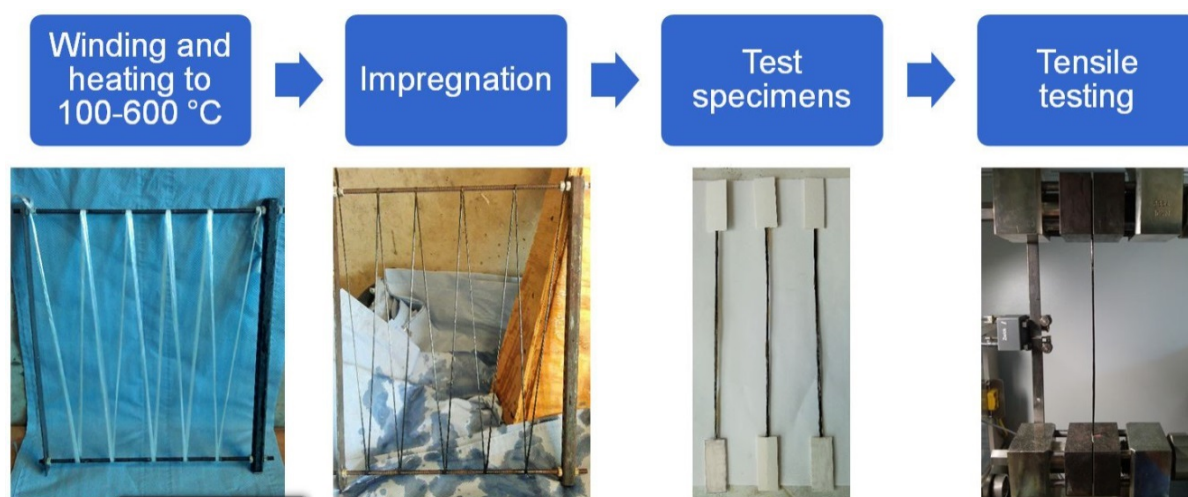 Winding and
heating to
100-600 °C
Impregnation
Test
specimens
Tensile
testing